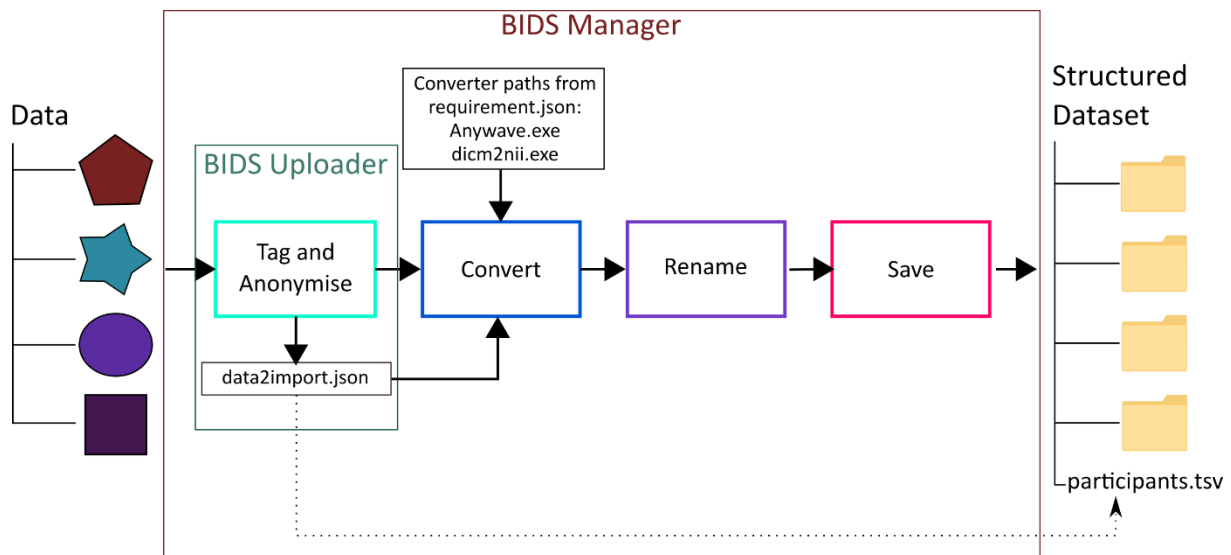 BIDS Manager
Data
Structured
Dataset
Converter paths from
requirement.json:
Anywave.exe
dicm2nii.exe
BIDS Uploader
Tag and
Anonymise
Convert
Rename
Save
data2import.json
participants.tsv